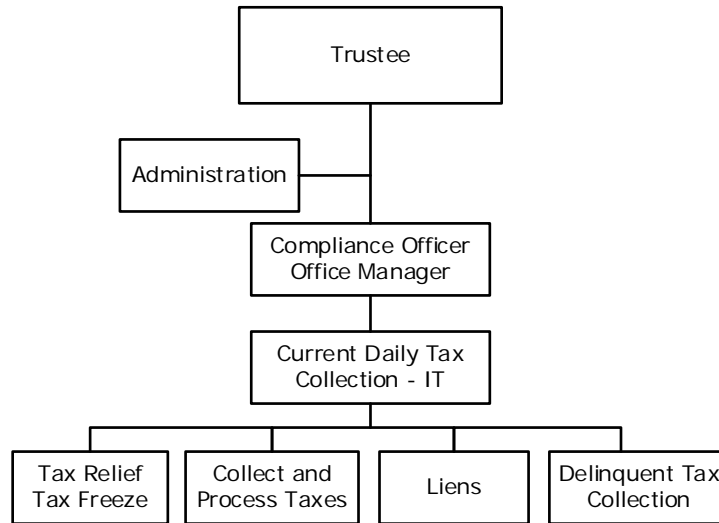 Trustee
Administration
Compliance Officer
Office Manager
Current Daily Tax
Collection - IT
Tax Relief
Tax Freeze
Collect and
Process Taxes
Liens
Delinquent Tax
Collection